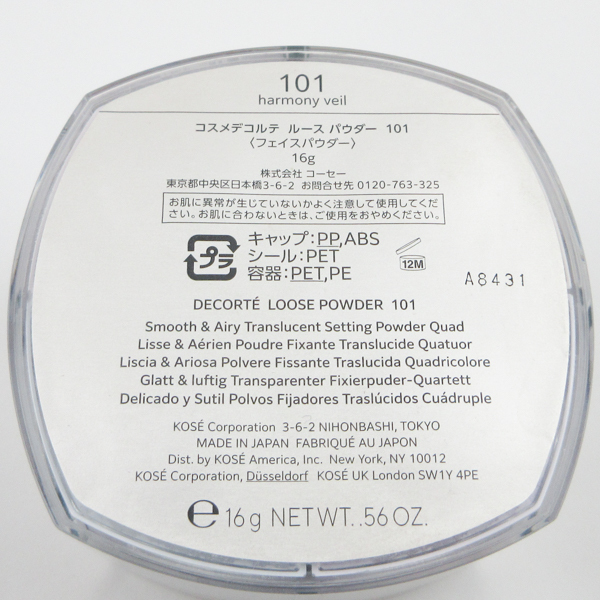 101
harmony veil
コスメデコルテ ルース パウダー 101
〈フェイスパウダー〉
16g
株式会社 コーセー
東京都中央区日本橋3-6-2 お問合せ先 0120-763-325
お肌に異常が生じていないかよく注意して使用してくだ
さい。お肌に合わないときは、ご使用をおやめください。
プラ
キャップ:PP,ABS
シール:PET
容器:PET,PE
12M
A8431
DECORTÉ LOOSE POWDER 101
Smooth & Airy Translucent Setting Powder Quad
Lisse & Aérien Poudre Fixante Translucide Quatuor
Liscia & Ariosa Polvere Fissante Traslucida Quadricolore
Glatt & luftig Transparenter Fixierpuder-Quartett
Delicado y Sutil Polvos Fijadores Traslúcidos Cuádruple
KOSÉ Corporation 3-6-2 NIHONBASHI, TOKYO
MADE IN JAPAN FABRIQUÉ AU JAPON
Dist. by KOSÉ America, Inc. New York, NY 10012
KOSÉ Corporation, Düsseldorf KOSÉ UK London SW1Y 4PE
℮ 16g NET WT. .56 OZ.